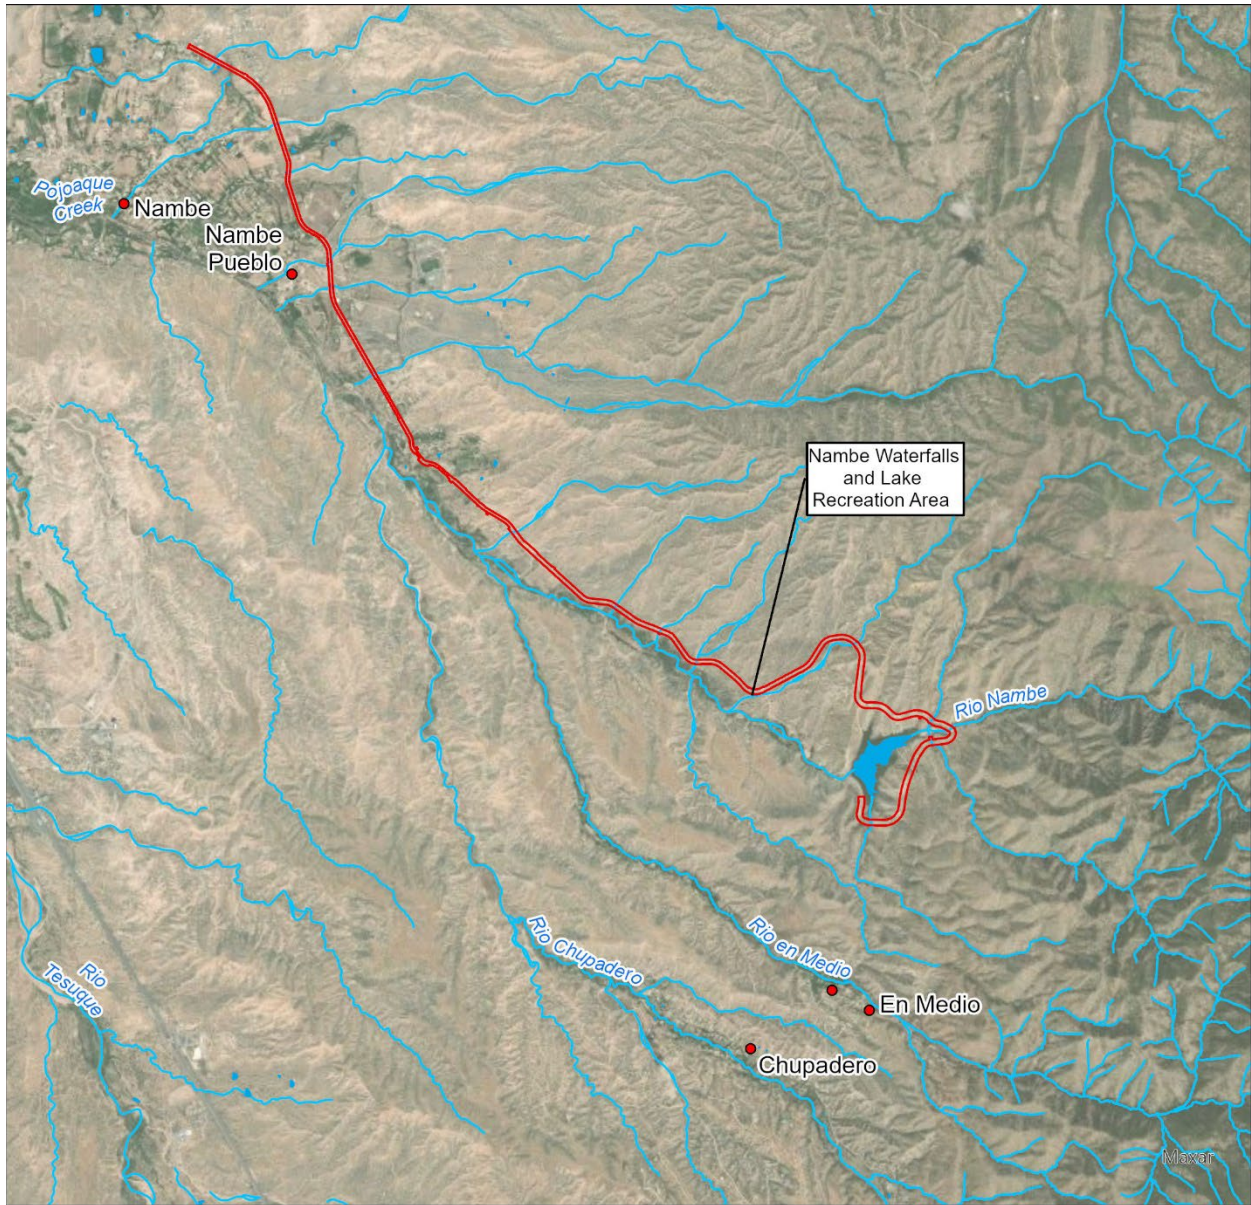 Pojoaque
Creek
Nambe
Nambe
Pueblo
Nambe Waterfalls
and Lake
Recreation Area
Rio Nambe
Rio Chupadero
Rio en Medio
Rio
Tesuque
En Medio
Chupadero
Maxar